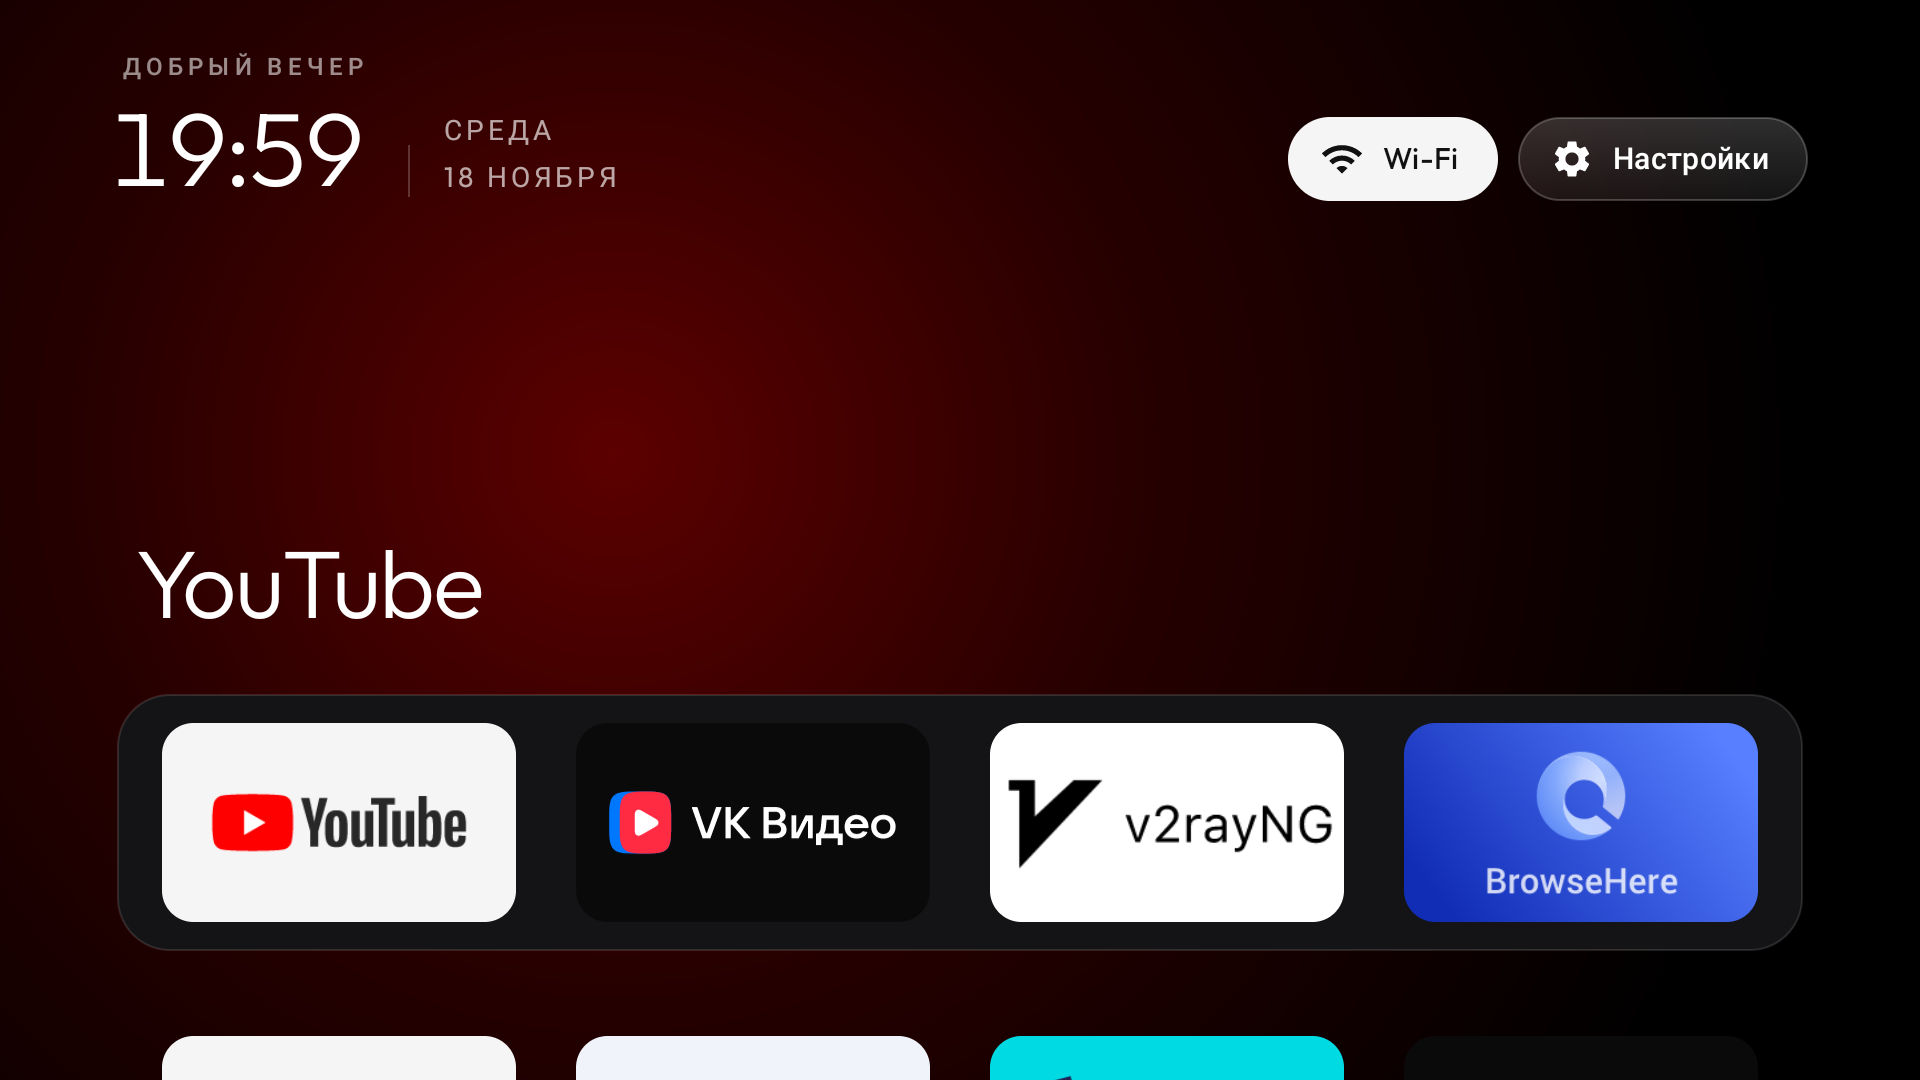 ДОБРЫЙ ВЕЧЕР
19:59
СРЕДА
18 НОЯБРЯ
Wi-Fi
Настройки
YouTube
YouTube
VK Видео
v2rayNG
BrowseHere